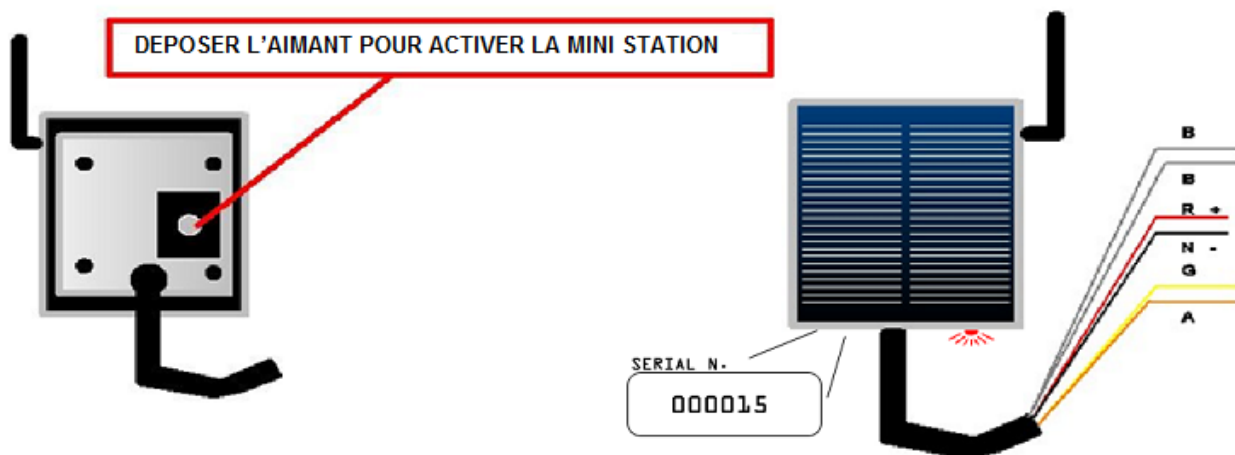 DEPOSER L'AIMANT POUR ACTIVER LA MINI STATION
B
B
R +
N -
G
A
SERIAL N.
000015